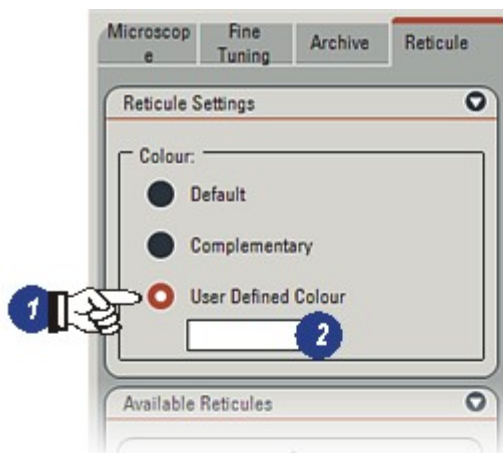 Microscop
e
Fine
Tuning
Archive
Reticule
Reticule Settings
Colour:
Default
Complementary
1
User Defined Colour
2
Available Reticules